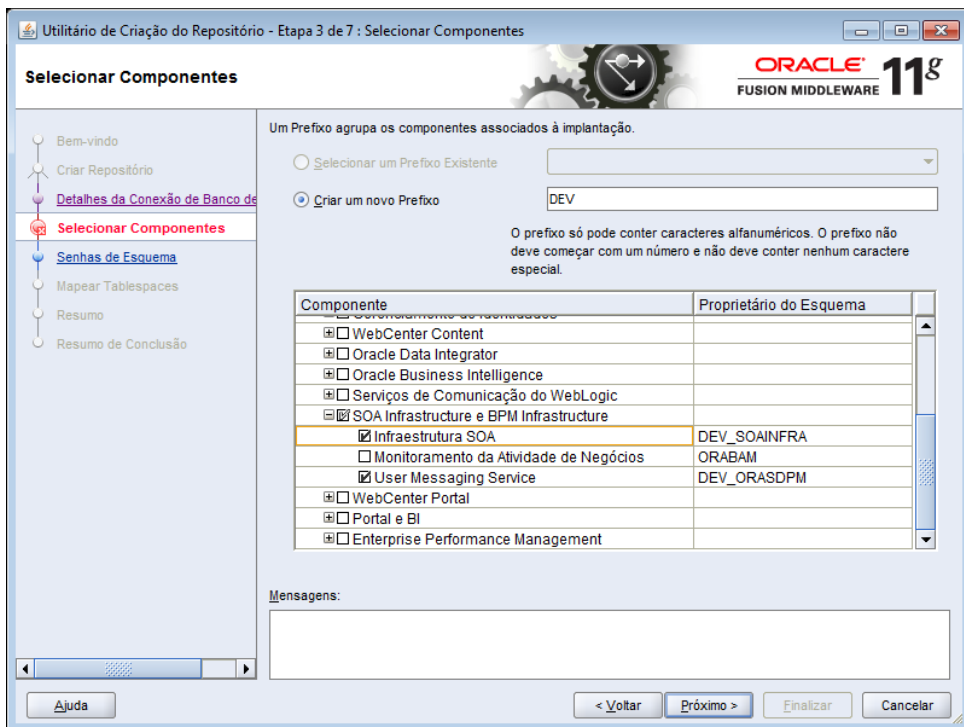 Utilitário de Criação do Repositório - Etapa 3 de 7 : Selecionar Componentes
Selecionar Componentes
ORACLE
FUSION MIDDLEWARE 11g
Bem-vindo
Criar Repositório
Detalhes da Conexão de Banco de
Selecionar Componentes
Senhas de Esquema
Mapear Tablespaces
Resumo
Resumo de Conclusão
Um Prefixo agrupa os componentes associados à implantação.
Selecionar um Prefixo Existente
Criar um novo Prefixo DEV
O prefixo só pode conter caracteres alfanuméricos. O prefixo não
deve começar com um número e não deve conter nenhum caractere
especial.
Componente Proprietário do Esquema
Gerenciamento de Identidades
WebCenter Content
Oracle Data Integrator
Oracle Business Intelligence
Serviços de Comunicação do WebLogic
SOA Infrastructure e BPM Infrastructure
Infraestrutura SOA DEV_SOAINFRA
Monitoramento da Atividade de Negócios ORABAM
User Messaging Service DEV_ORASDPM
WebCenter Portal
Portal e BI
Enterprise Performance Management
Mensagens:
Ajuda < Voltar Próximo > Finalizar Cancelar